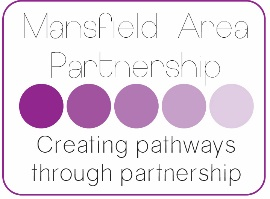 Mansfield Area
Partnership
Creating pathways
through partnership